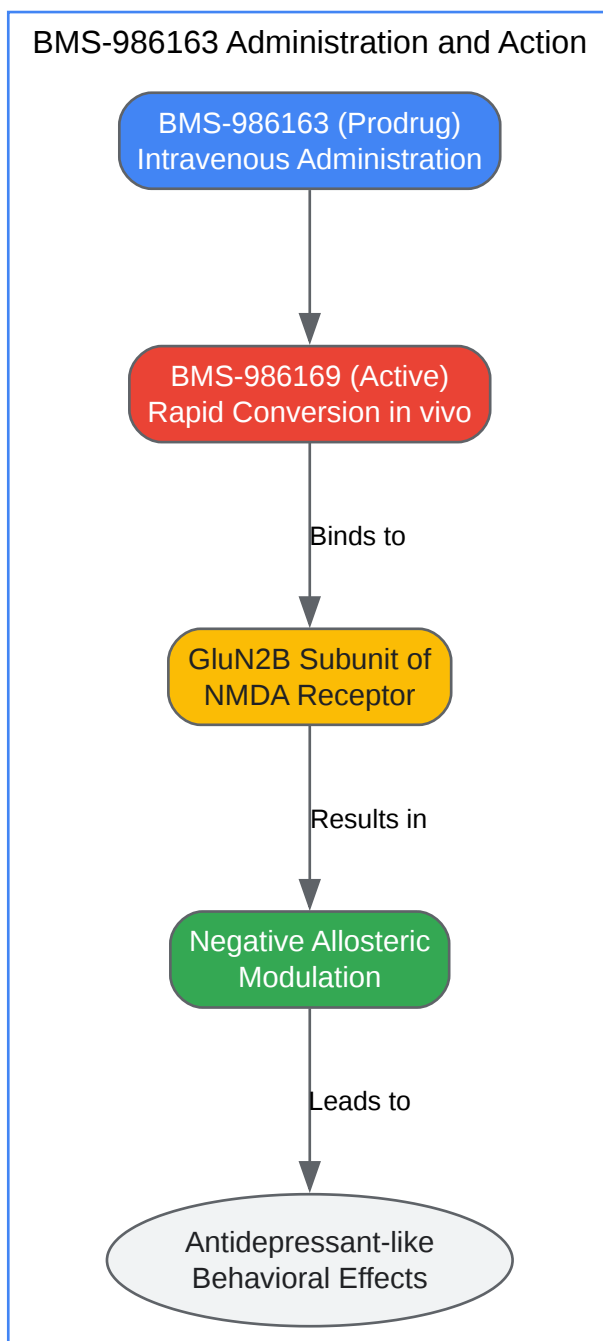 BMS-986163 Administration and Action
BMS-986163 (Prodrug)
Intravenous Administration
BMS-986169 (Active)
Rapid Conversion in vivo
Binds to
GluN2B Subunit of
NMDA Receptor
Results in
Negative Allosteric
Modulation
Leads to
Antidepressant-like
Behavioral Effects